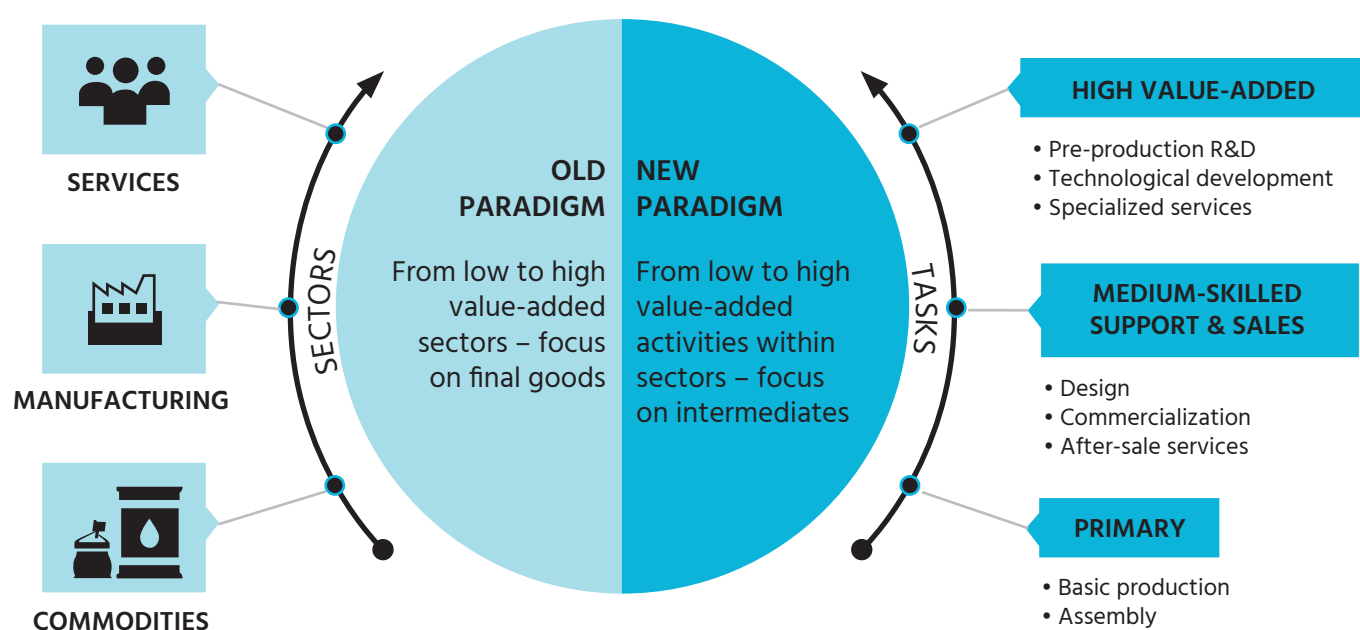 SERVICES
MANUFACTURING
COMMODITIES
SECTORS
OLD
PARADIGM
From low to high
value-added
sectors – focus
on final goods
NEW
PARADIGM
From low to high
value-added
activities within
sectors – focus
on intermediates
TASKS
HIGH VALUE-ADDED
• Pre-production R&D
• Technological development
• Specialized services
MEDIUM-SKILLED
SUPPORT & SALES
• Design
• Commercialization
• After-sale services
PRIMARY
• Basic production
• Assembly